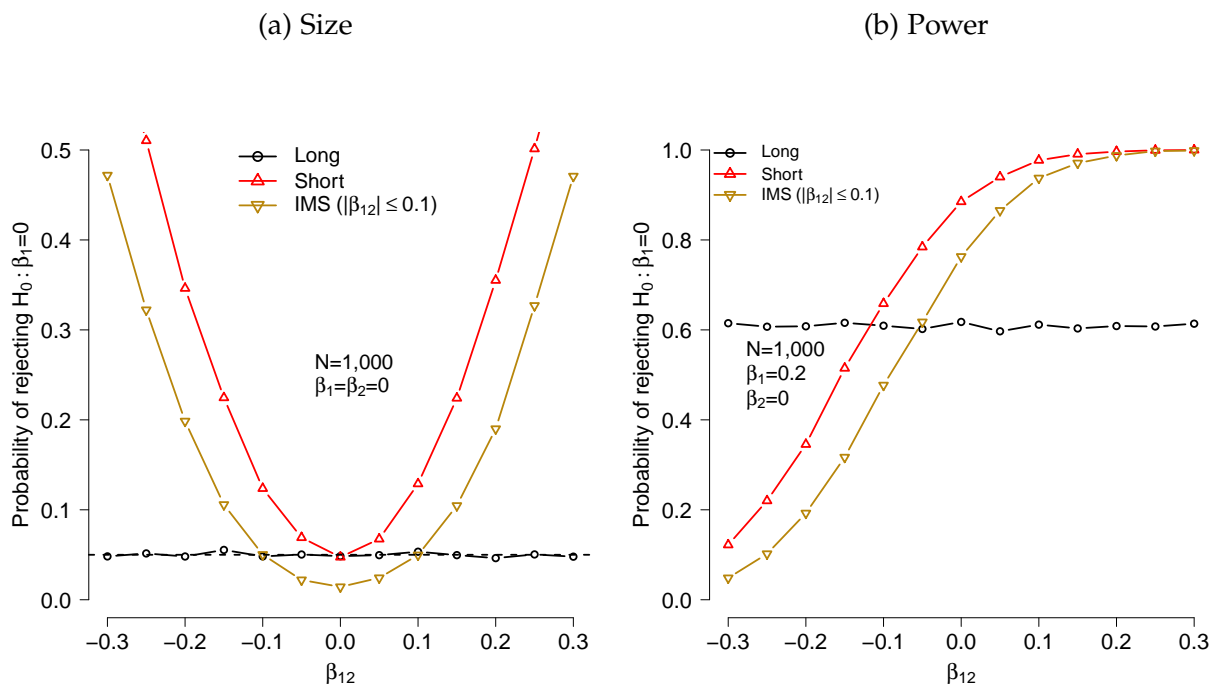 (a) Size
Probability of rejecting H₀ : β₁=0
0.5
0.4
0.3
0.2
0.1
0.0
Long
Short
IMS (|β₁₂| ≤ 0.1)
N=1,000
β₁=β₂=0
−0.3 −0.2 −0.1 0.0 0.1 0.2 0.3
β₁₂
(b) Power
Probability of rejecting H₀ : β₁=0
1.0
0.8
0.6
0.4
0.2
0.0
Long
Short
IMS (|β₁₂| ≤ 0.1)
N=1,000
β₁=0.2
β₂=0
−0.3 −0.2 −0.1 0.0 0.1 0.2 0.3
β₁₂